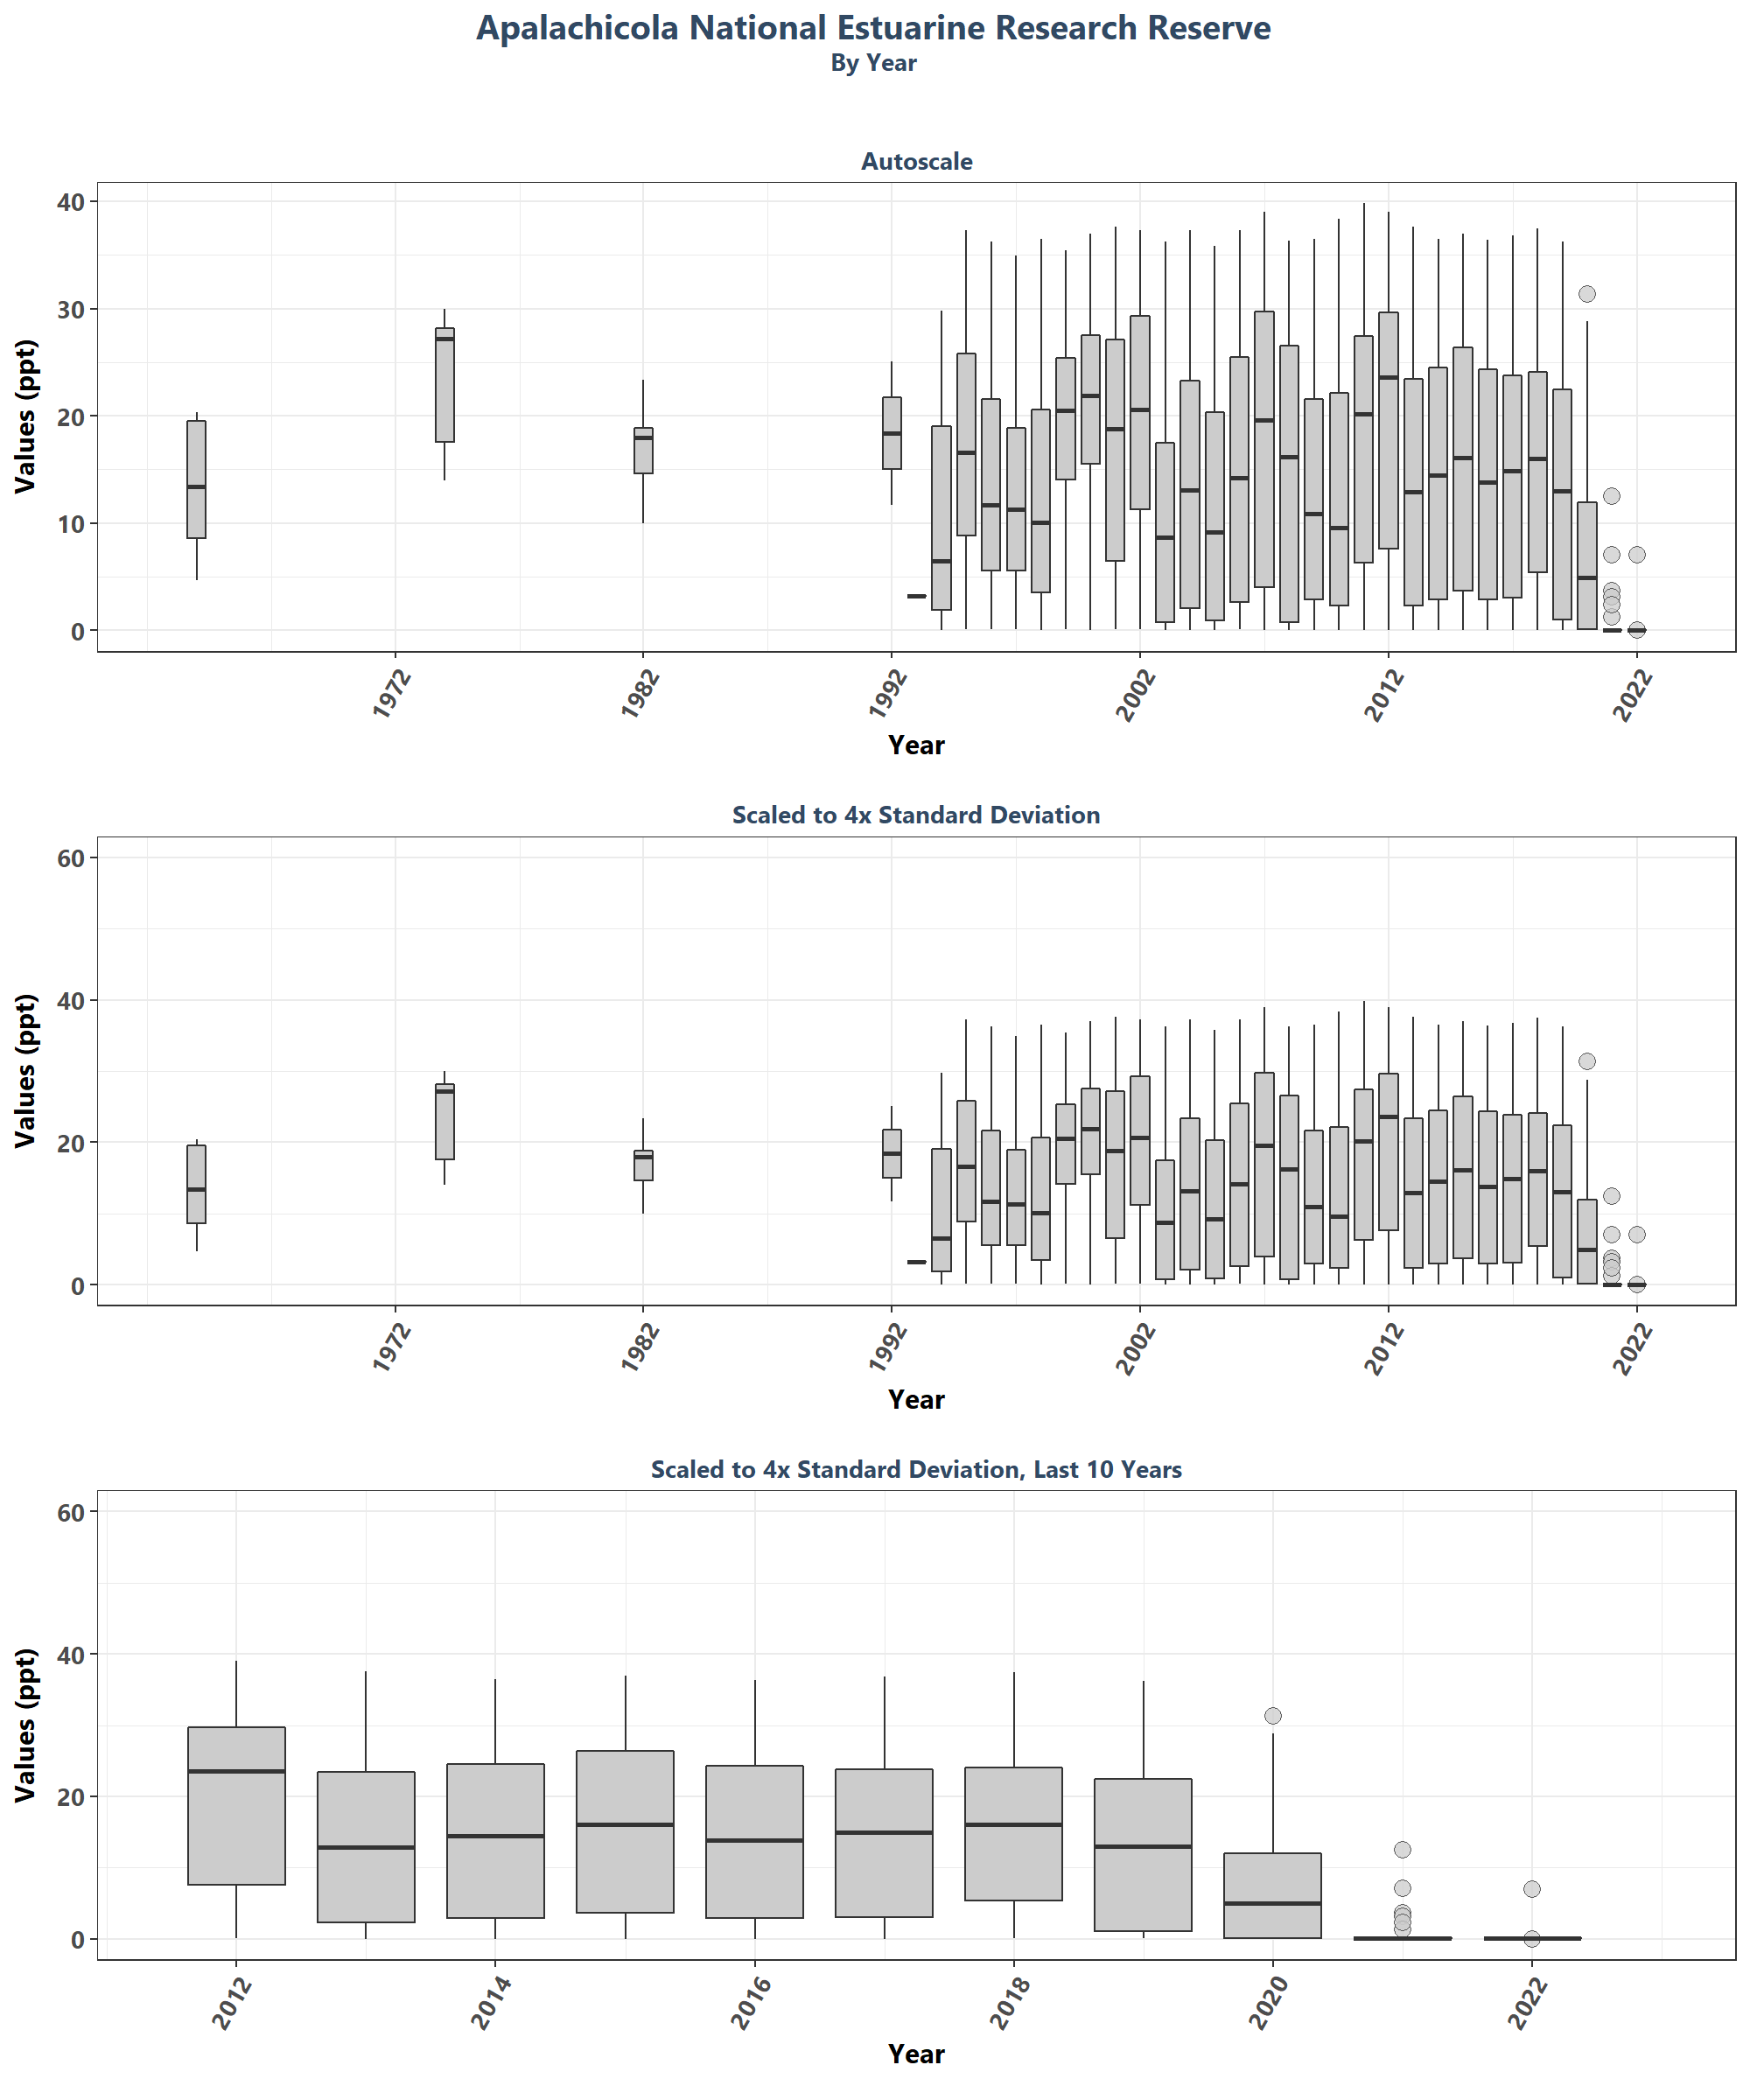 Apalachicola National Estuarine Research Reserve
By Year
Autoscale
40
30
20
10
0
Values (ppt)
1972 1982 1992 2002 2012 2022
Year
Scaled to 4x Standard Deviation
60
40
20
0
Values (ppt)
1972 1982 1992 2002 2012 2022
Year
Scaled to 4x Standard Deviation, Last 10 Years
60
40
20
0
Values (ppt)
2012 2014 2016 2018 2020 2022
Year